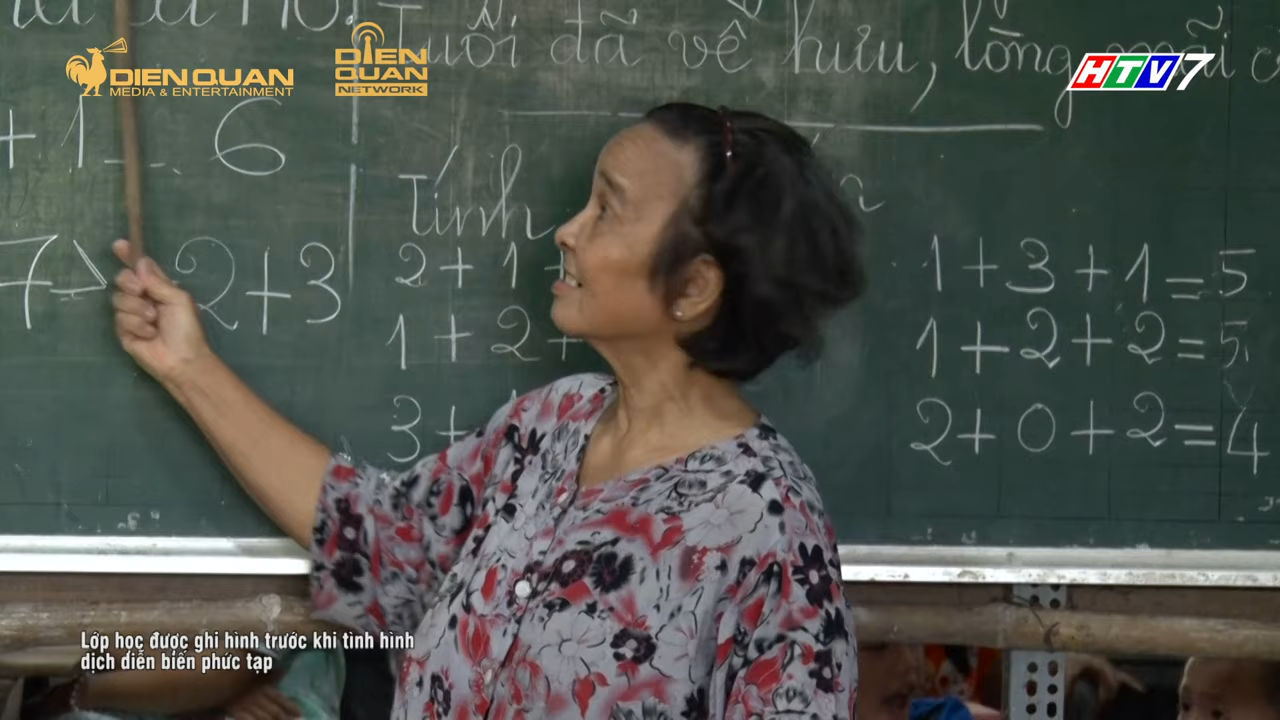 Tuổi đã về hưu, lòng mãi
DIEN QUAN
MEDIA & ENTERTAINMENT
DIEN
QUAN
NETWORK
HTV7
+ 1 6
7 > 2 + 3
Tính
2 + 1 +
1 + 2 +
3 +
1 + 3 + 1 = 5
1 + 2 + 2 = 5
2 + 0 + 2 = 4
Lớp học được ghi hình trước khi tình hình
dịch diễn biến phức tạp